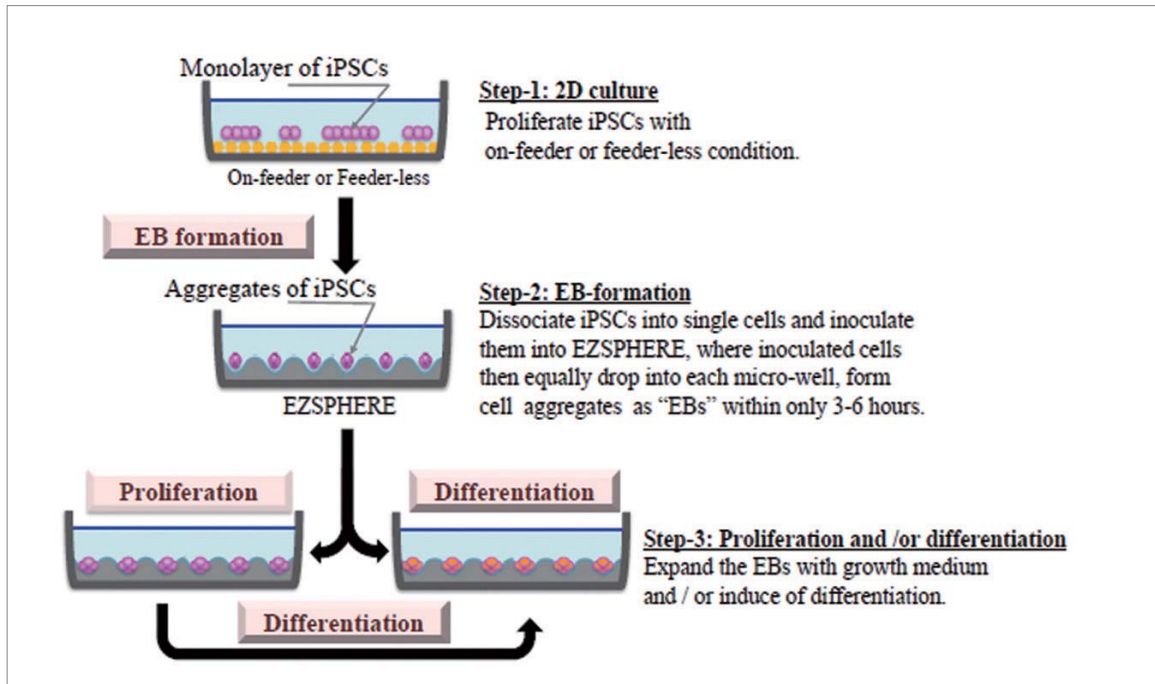 Monolayer of iPSCs
Step-1: 2D culture
Proliferate iPSCs with
on-feeder or feeder-less condition.
On-feeder or Feeder-less
EB formation
Aggregates of iPSCs
Step-2: EB-formation
Dissociate iPSCs into single cells and inoculate
them into EZSPHERE, where inoculated cells
then equally drop into each micro-well, form
cell aggregates as “EBs” within only 3-6 hours.
EZSPHERE
Proliferation
Differentiation
Step-3: Proliferation and /or differentiation
Expand the EBs with growth medium
and / or induce of differentiation.
Differentiation